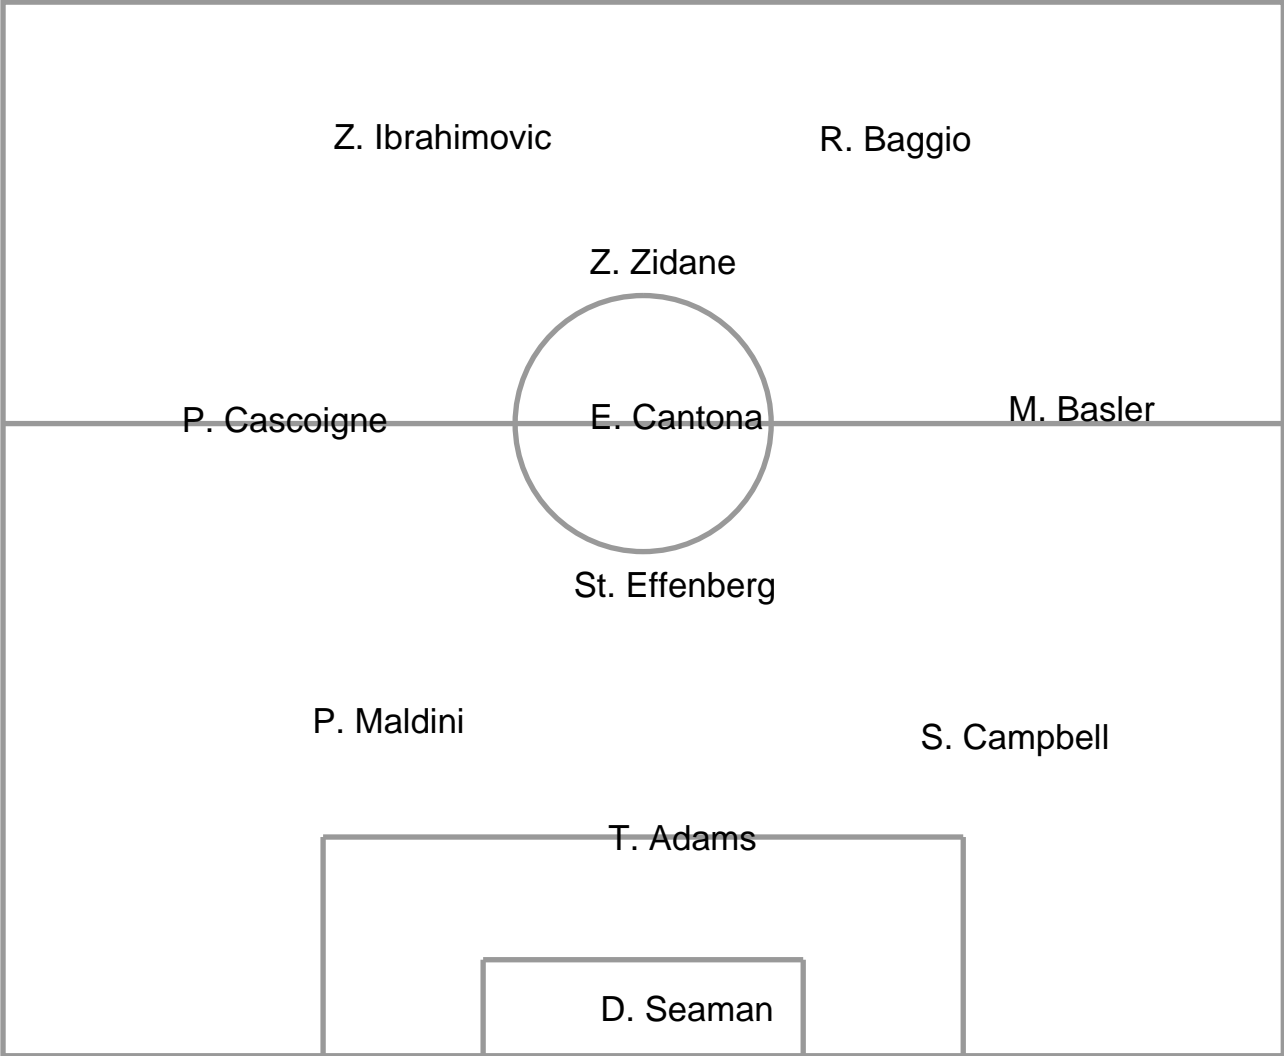 Z. Ibrahimovic
R. Baggio
Z. Zidane
P. Cascoigne
E. Cantona
M. Basler
St. Effenberg
P. Maldini
S. Campbell
T. Adams
D. Seaman